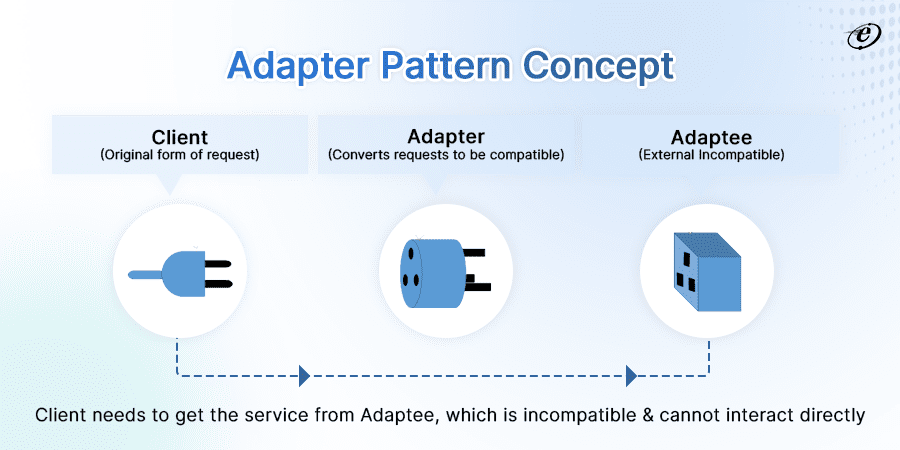 Adapter Pattern Concept
Client
(Original form of request)
Adapter
(Converts requests to be compatible)
Adaptee
(External Incompatible)
Client needs to get the service from Adaptee, which is incompatible & cannot interact directly
e